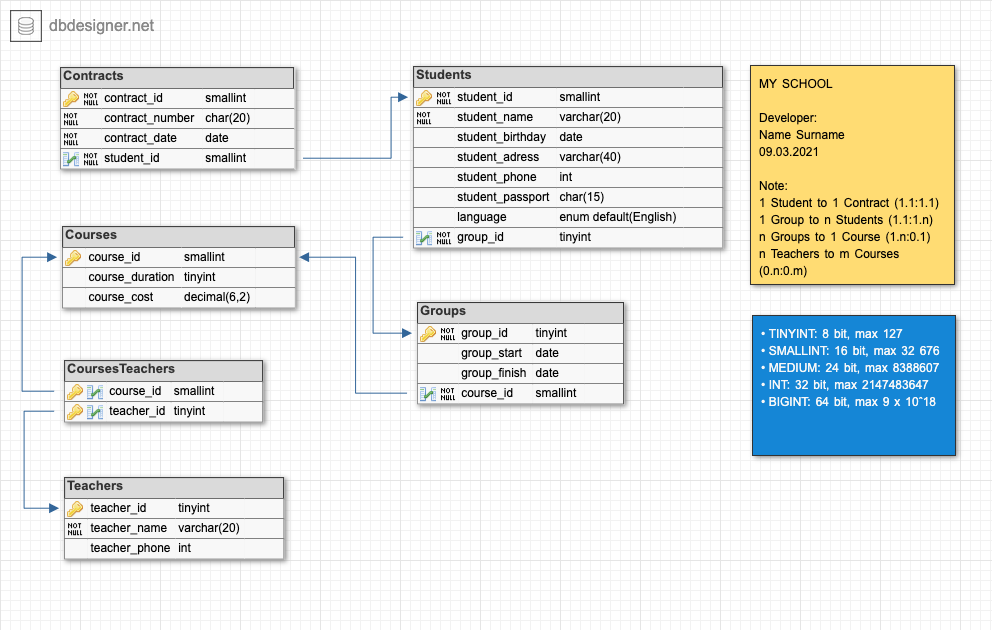 dbdesigner.net
Contracts
NOT NULL contract_id smallint
NOT NULL contract_number char(20)
NOT NULL contract_date date
NOT NULL student_id smallint
Students
NOT NULL student_id smallint
NOT NULL student_name varchar(20)
student_birthday date
student_adress varchar(40)
student_phone int
student_passport char(15)
language enum default(English)
NOT NULL group_id tinyint
Courses
course_id smallint
course_duration tinyint
course_cost decimal(6,2)
Groups
NOT NULL group_id tinyint
group_start date
group_finish date
NOT NULL course_id smallint
CoursesTeachers
course_id smallint
teacher_id tinyint
Teachers
teacher_id tinyint
NOT NULL teacher_name varchar(20)
teacher_phone int
MY SCHOOL
Developer:
Name Surname
09.03.2021
Note:
1 Student to 1 Contract (1.1:1.1)
1 Group to n Students (1.1:1.n)
n Groups to 1 Course (1.n:0.1)
n Teachers to m Courses
(0.n:0.m)
• TINYINT: 8 bit, max 127
• SMALLINT: 16 bit, max 32 676
• MEDIUM: 24 bit, max 8388607
• INT: 32 bit, max 2147483647
• BIGINT: 64 bit, max 9 x 10^18